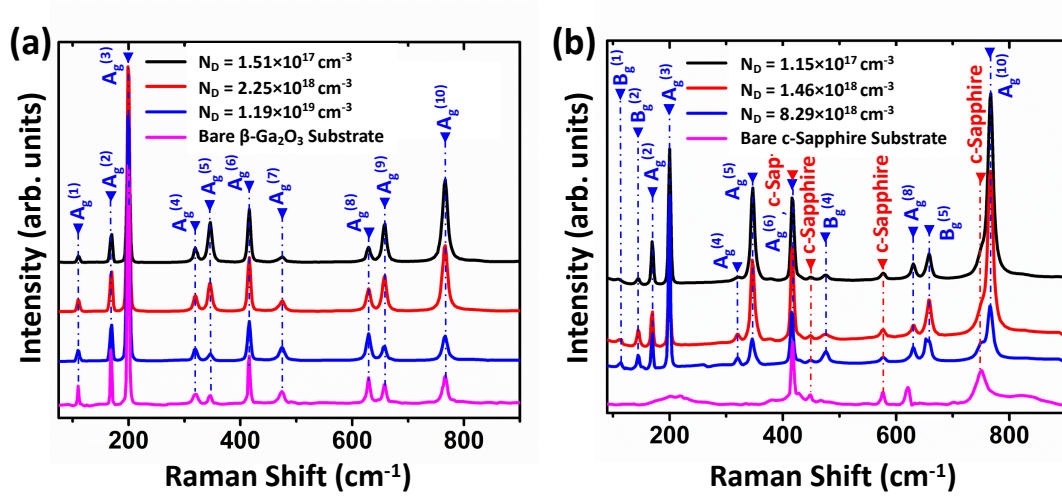 (a)
N_D = 1.51×10^17 cm^-3
N_D = 2.25×10^18 cm^-3
N_D = 1.19×10^19 cm^-3
Bare β-Ga₂O₃ Substrate
A_g^(1)
A_g^(2)
A_g^(3)
A_g^(4)
A_g^(5)
A_g^(6)
A_g^(7)
A_g^(8)
A_g^(9)
A_g^(10)
Intensity (arb. units)
200
400
600
800
Raman Shift (cm^-1)
(b)
N_D = 1.15×10^17 cm^-3
N_D = 1.46×10^18 cm^-3
N_D = 8.29×10^18 cm^-3
Bare c-Sapphire Substrate
B_g^(1)
B_g^(2)
A_g^(2)
A_g^(3)
A_g^(4)
A_g^(5)
A_g^(6), c-Sap
c-Sapphire
B_g^(4)
c-Sapphire
A_g^(8)
B_g^(5)
c-Sapphire
A_g^(10)
Intensity (arb. units)
200
400
600
800
Raman Shift (cm^-1)